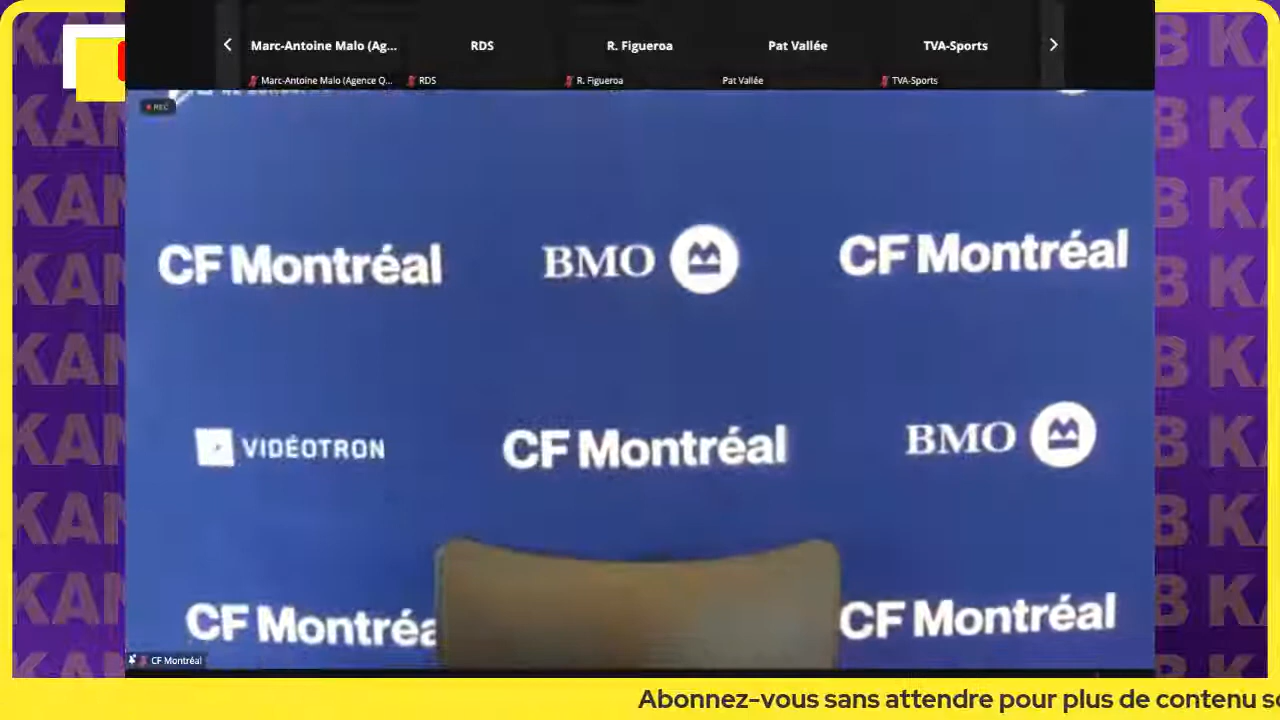 Marc-Antoine Malo (Ag...
RDS
R. Figueroa
Pat Vallée
TVA-Sports
Marc-Antoine Malo (Agence Q...
RDS
R. Figueroa
Pat Vallée
TVA-Sports
REC
CF Montréal
BMO
CF Montréal
VIDÉOTRON
CF Montréal
BMO
CF Montréa
CF Montréal
CF Montréal
Abonnez-vous sans attendre pour plus de contenu so